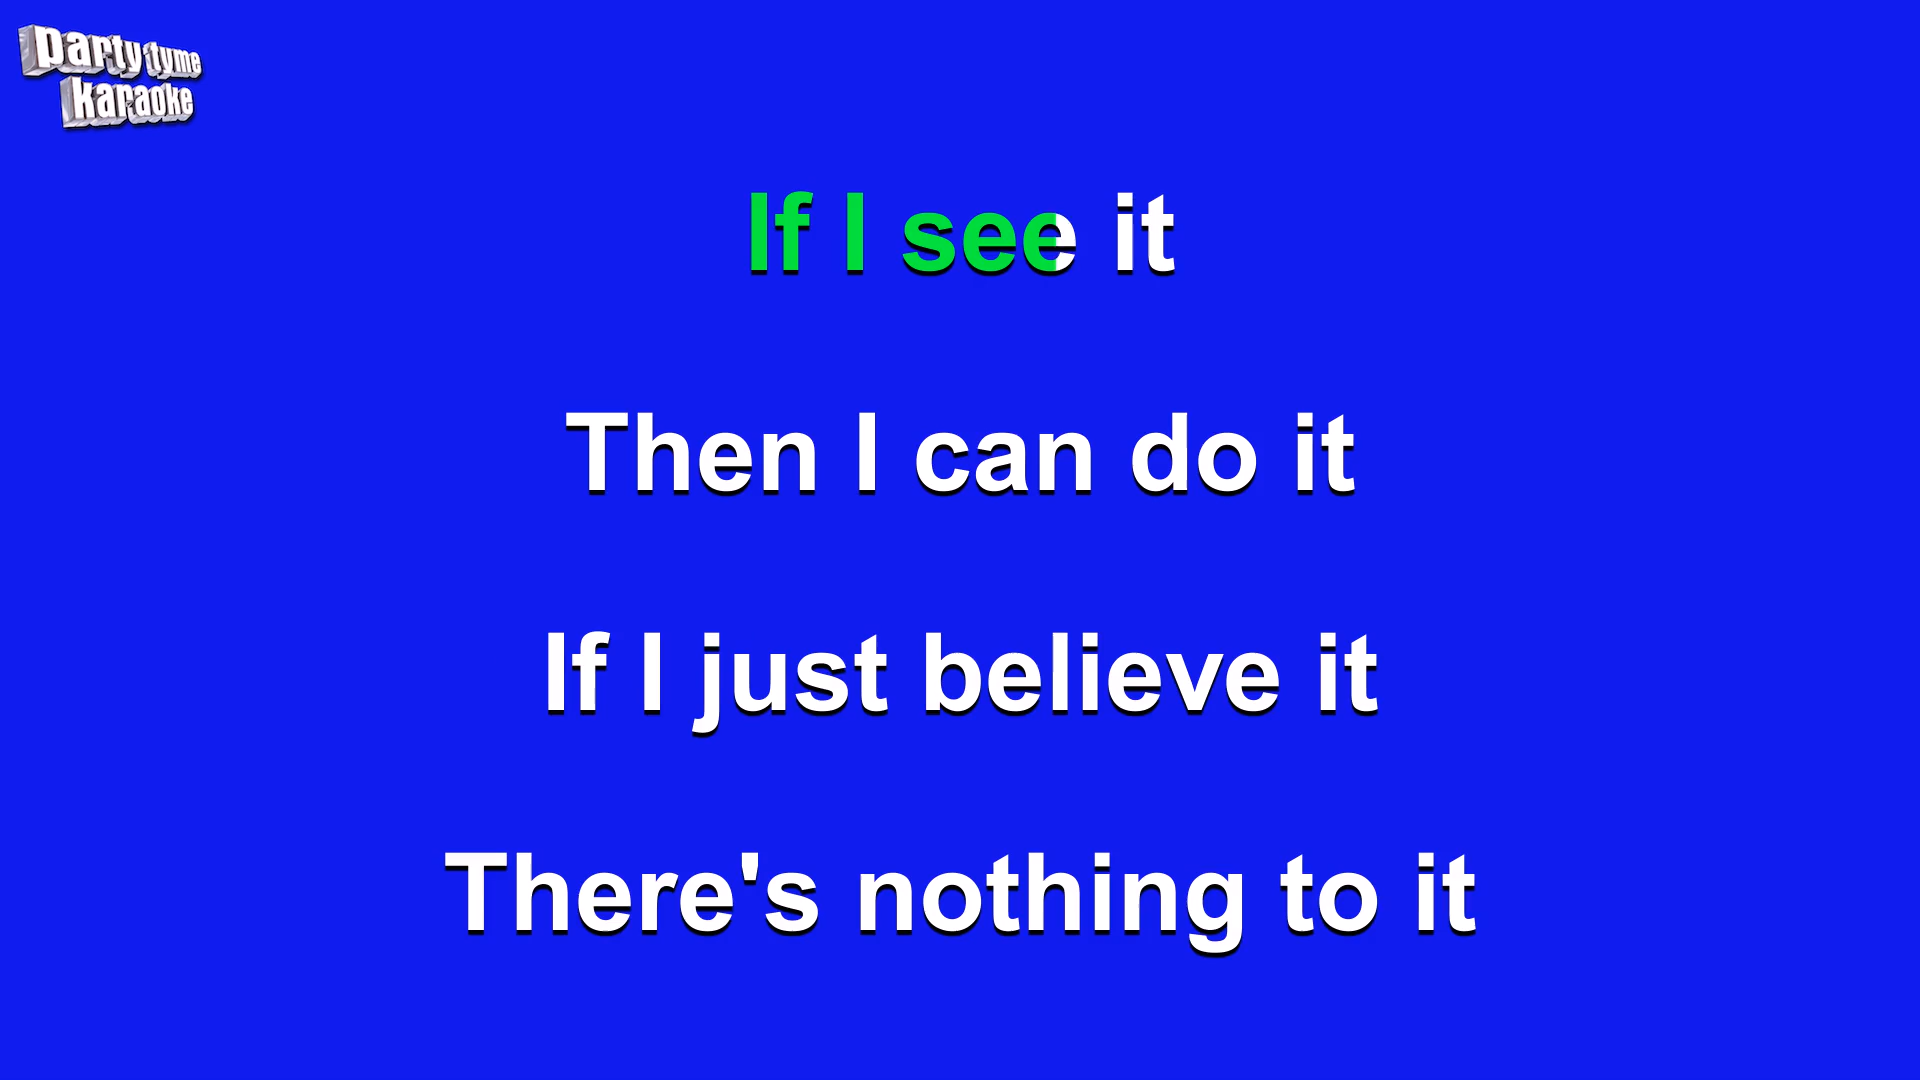 party tyme
karaoke
If I see it
Then I can do it
If I just believe it
There's nothing to it